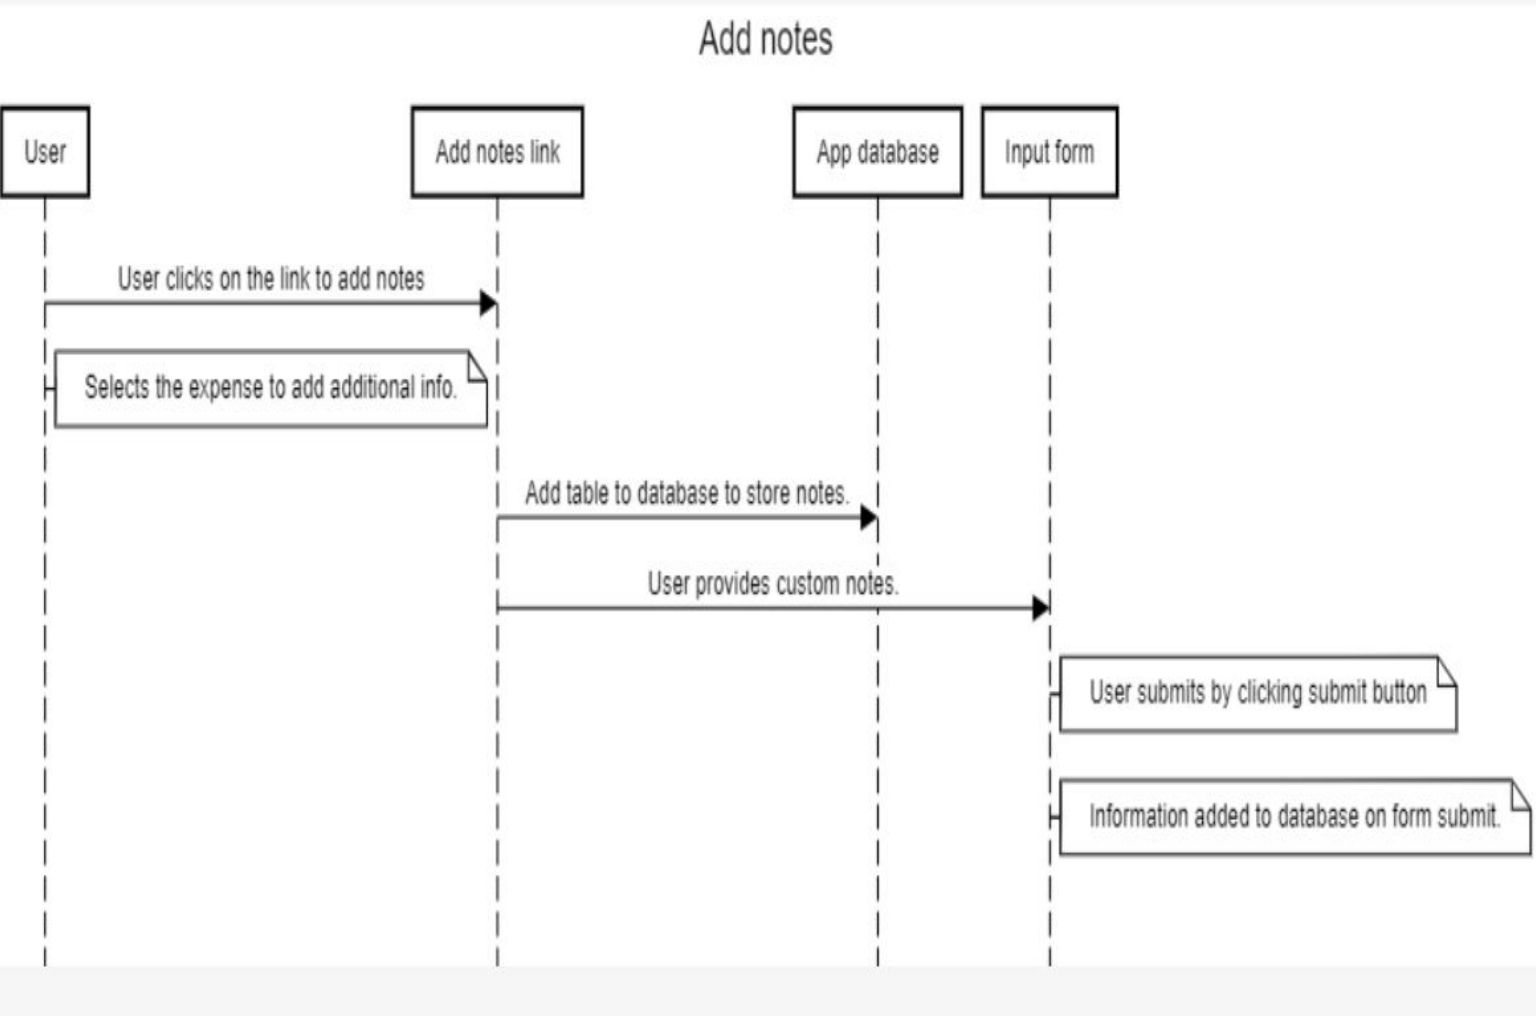 Add notes
User
Add notes link
App database
Input form
User clicks on the link to add notes
Selects the expense to add additional info.
Add table to database to store notes.
User provides custom notes.
User submits by clicking submit button
Information added to database on form submit.